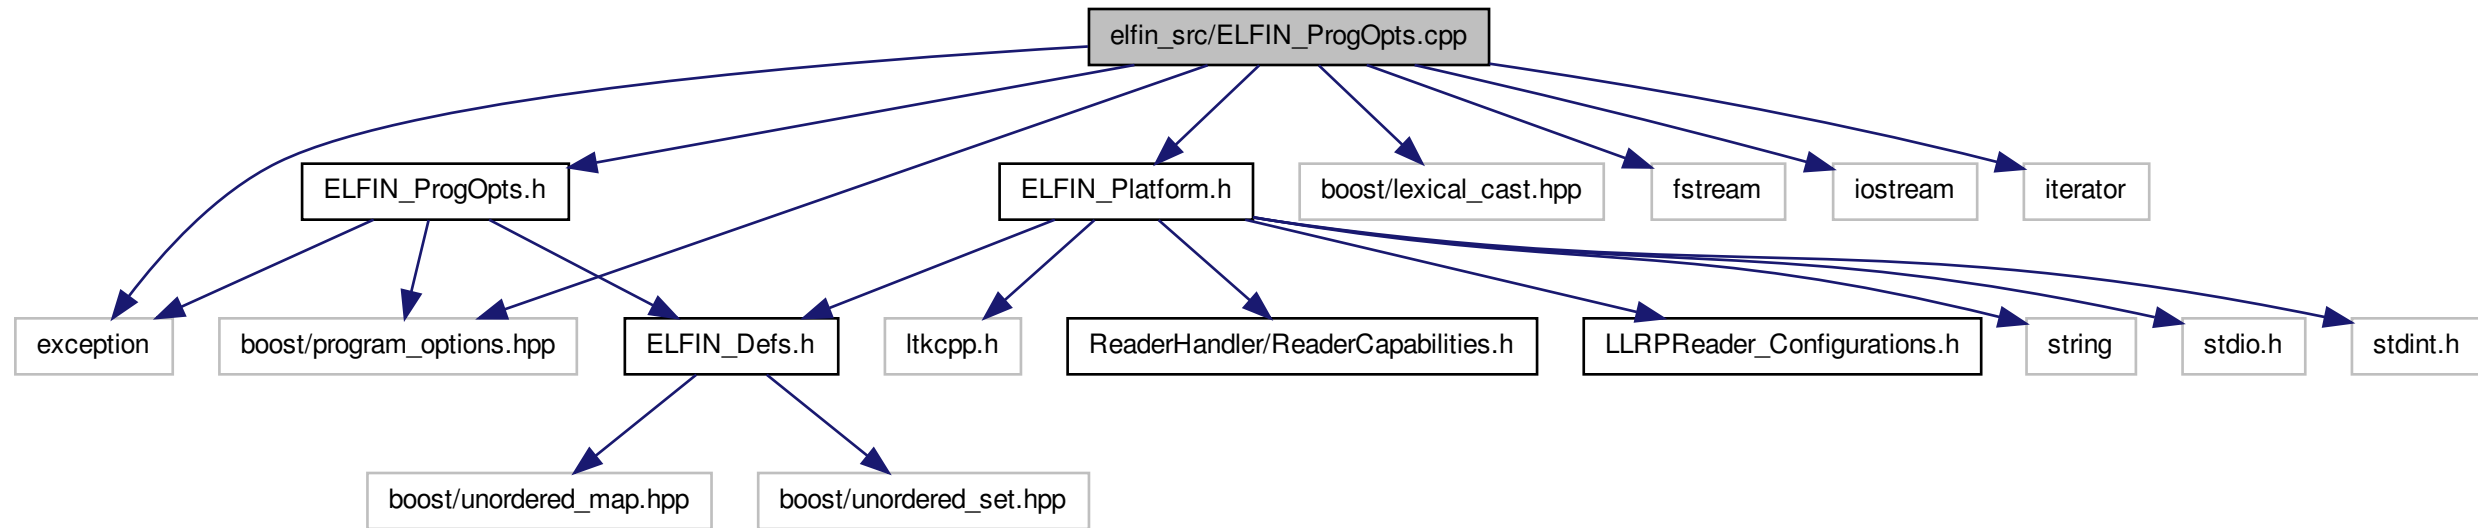 elfin_src/ELFIN_ProgOpts.cpp
ELFIN_ProgOpts.h
ELFIN_Platform.h
boost/lexical_cast.hpp
fstream
iostream
iterator
exception
boost/program_options.hpp
ELFIN_Defs.h
ltkcpp.h
ReaderHandler/ReaderCapabilities.h
LLRPReader_Configurations.h
string
stdio.h
stdint.h
boost/unordered_map.hpp
boost/unordered_set.hpp